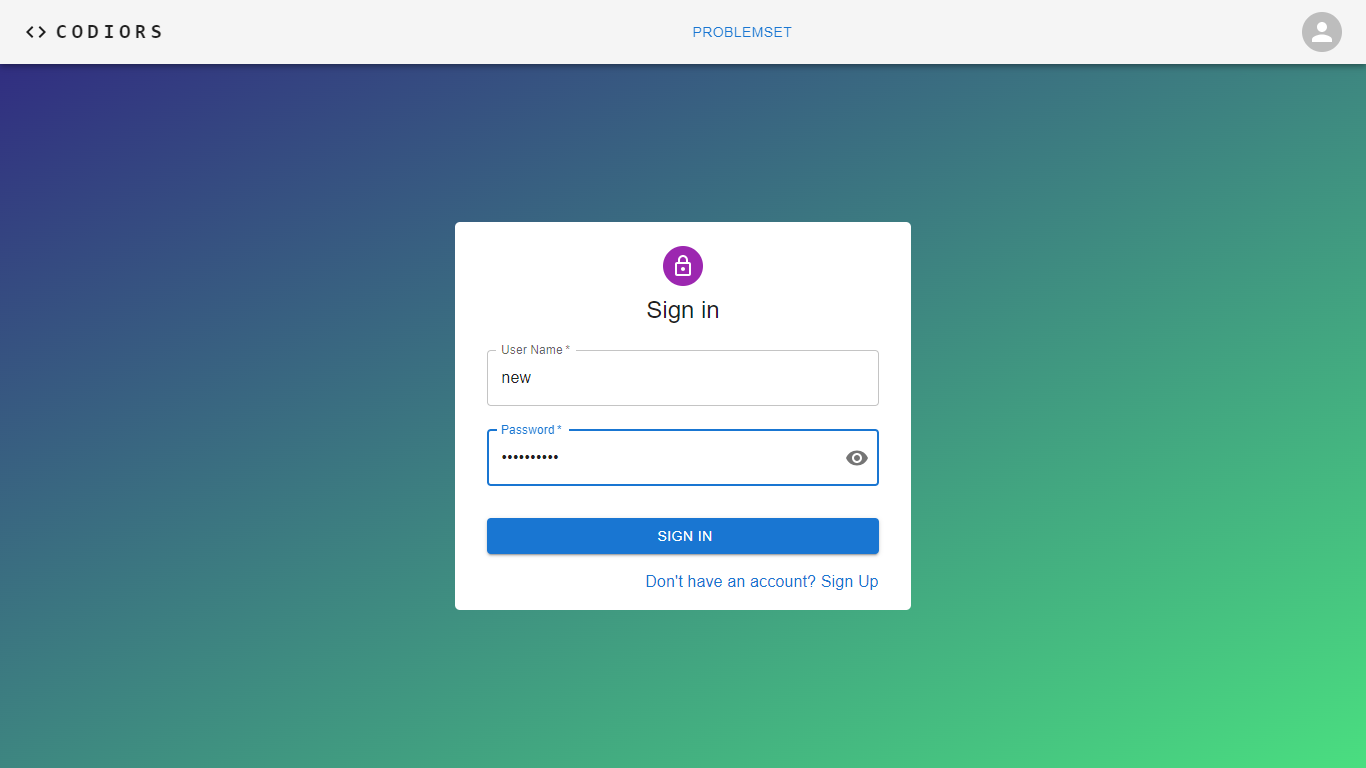 <> CODIORS
PROBLEMSET
Sign in
User Name *
new
Password *
••••••••••
SIGN IN
Don't have an account? Sign Up